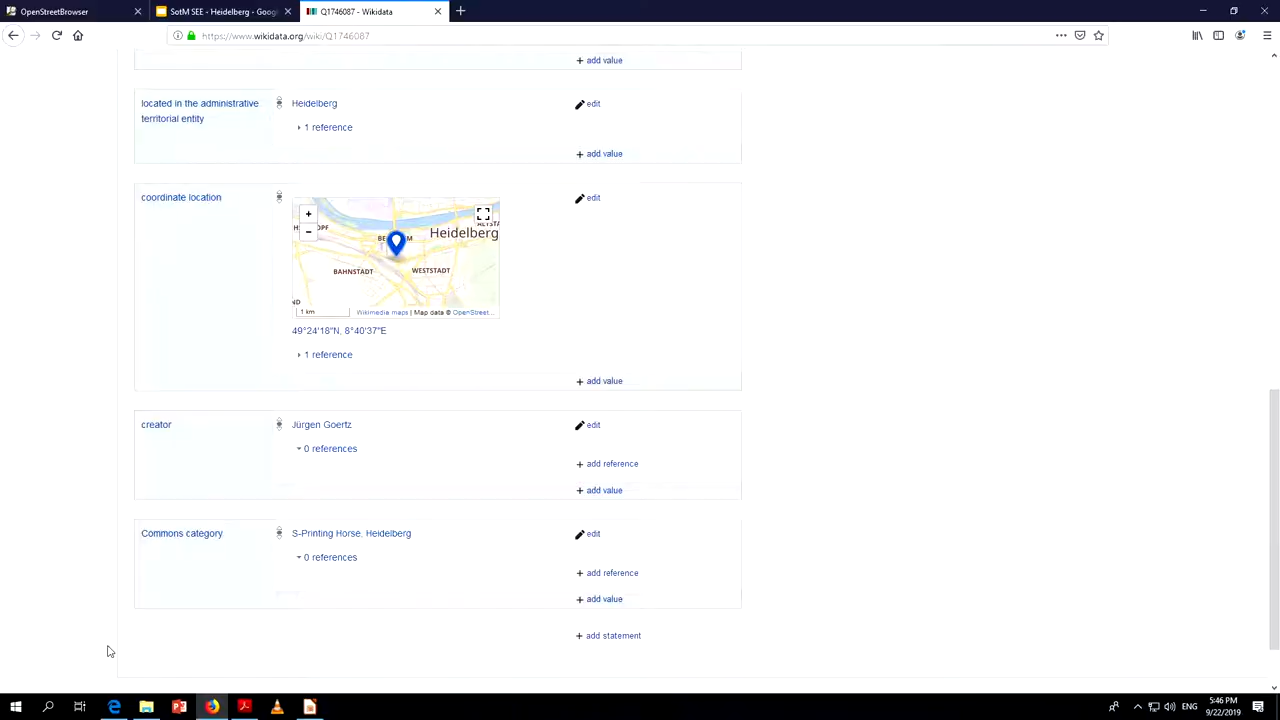 OpenStreetBrowser
SotM SEE - Heidelberg - Goog
Q1746087 - Wikidata
https://www.wikidata.org/wiki/Q1746087
+ add value
located in the administrative
territorial entity
Heidelberg
edit
1 reference
+ add value
coordinate location
edit
+
−
Heidelberg
BAHNSTADT
WESTSTADT
1 km
Wikimedia maps | Map data © OpenStreet...
49°24'18"N, 8°40'37"E
1 reference
+ add value
creator
Jürgen Goertz
edit
0 references
+ add reference
+ add value
Commons category
S-Printing Horse, Heidelberg
edit
0 references
+ add reference
+ add value
+ add statement
ENG
5:46 PM
9/22/2019